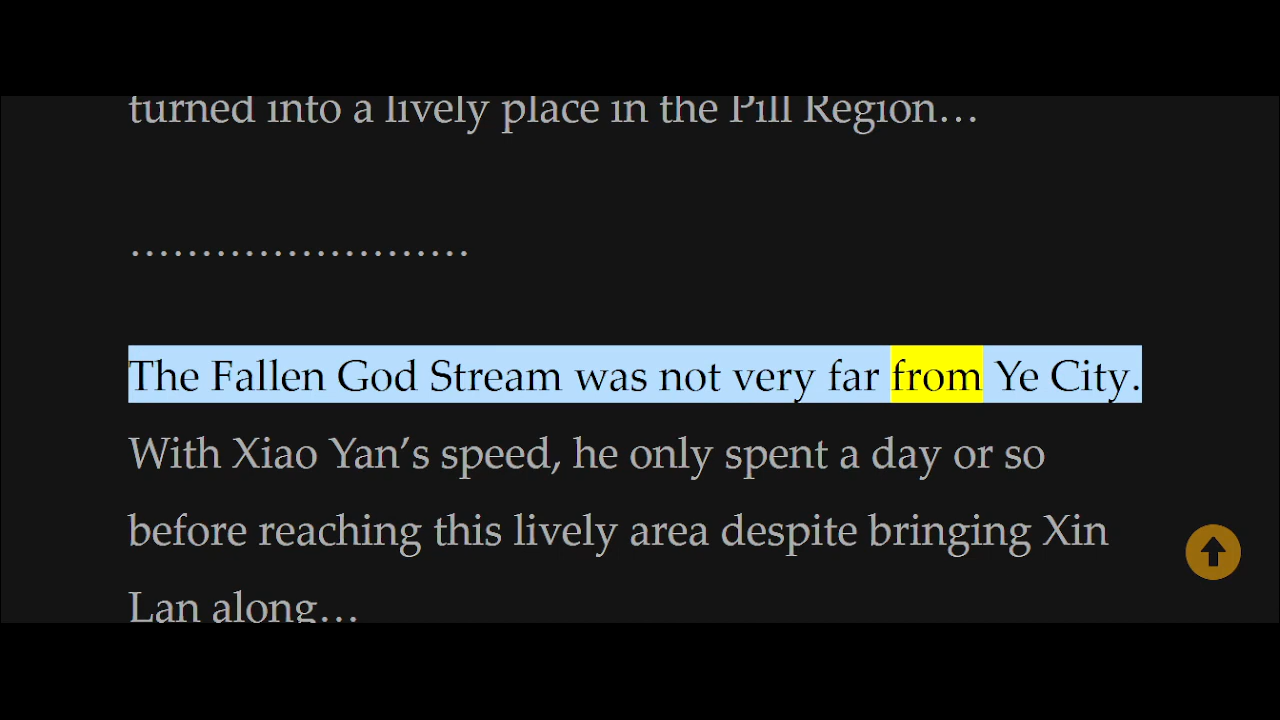 turned into a lively place in the Pill Region…
……………………
The Fallen God Stream was not very far from Ye City.
With Xiao Yan’s speed, he only spent a day or so
before reaching this lively area despite bringing Xin
Lan along…